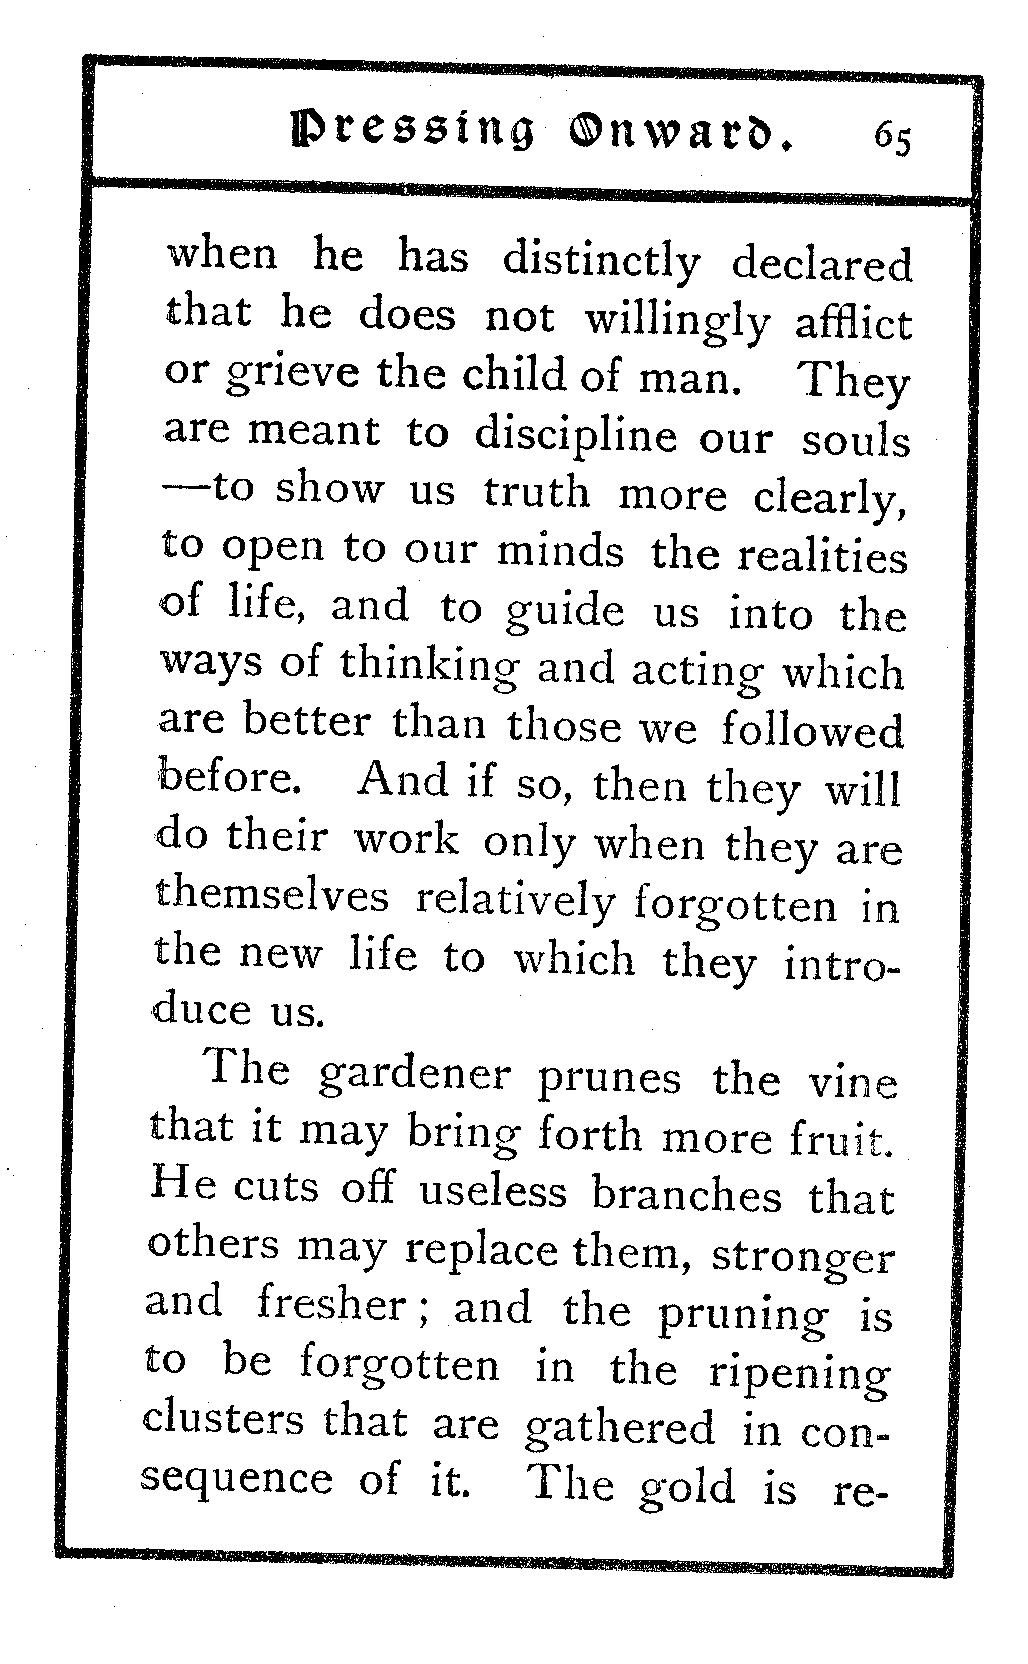 Pressing Onward. 65
when he has distinctly declared
that he does not willingly afflict
or grieve the child of man. They
are meant to discipline our souls
—to show us truth more clearly,
to open to our minds the realities
of life, and to guide us into the
ways of thinking and acting which
are better than those we followed
before. And if so, then they will
do their work only when they are
themselves relatively forgotten in
the new life to which they intro-
duce us.
The gardener prunes the vine
that it may bring forth more fruit.
He cuts off useless branches that
others may replace them, stronger
and fresher ; and the pruning is
to be forgotten in the ripening
clusters that are gathered in con-
sequence of it. The gold is re-